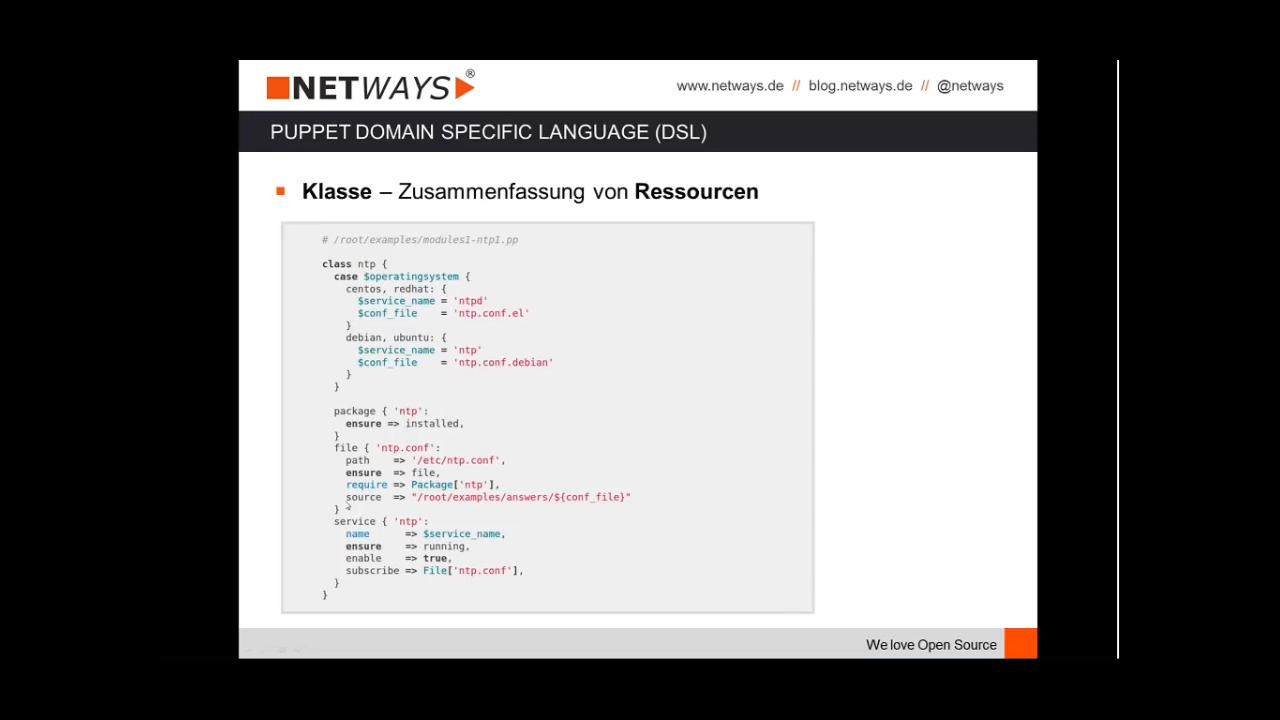 NETWAYS®
www.netways.de // blog.netways.de // @netways
PUPPET DOMAIN SPECIFIC LANGUAGE (DSL)
Klasse – Zusammenfassung von Ressourcen
# /root/examples/modules1-ntp1.pp
class ntp {
case $operatingsystem {
centos, redhat: {
$service_name = 'ntpd'
$conf_file = 'ntp.conf.el'
}
debian, ubuntu: {
$service_name = 'ntp'
$conf_file = 'ntp.conf.debian'
}
}
package { 'ntp':
ensure => installed,
}
file { 'ntp.conf':
path => '/etc/ntp.conf',
ensure => file,
require => Package['ntp'],
source => "/root/examples/answers/${conf_file}"
}
service { 'ntp':
name => $service_name,
ensure => running,
enable => true,
subscribe => File['ntp.conf'],
}
}
We love Open Source